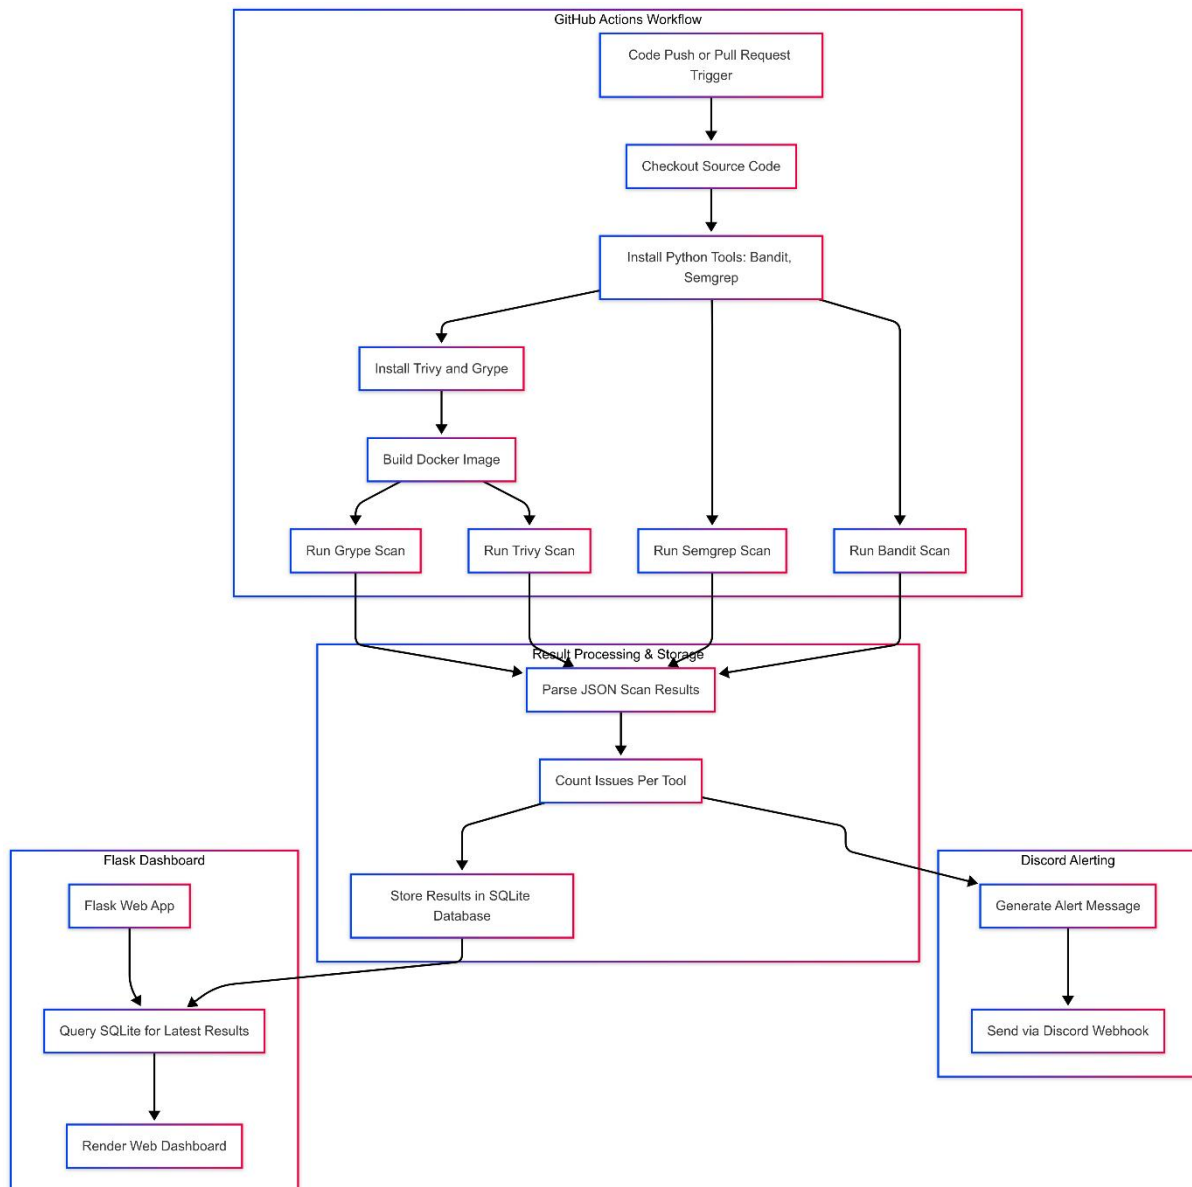 GitHub Actions Workflow
Code Push or Pull Request
Trigger
Checkout Source Code
Install Python Tools: Bandit,
Semgrep
Install Trivy and Grype
Build Docker Image
Run Grype Scan
Run Trivy Scan
Run Semgrep Scan
Run Bandit Scan
Result Processing & Storage
Parse JSON Scan Results
Count Issues Per Tool
Store Results in SQLite
Database
Flask Dashboard
Flask Web App
Query SQLite for Latest Results
Render Web Dashboard
Discord Alerting
Generate Alert Message
Send via Discord Webhook